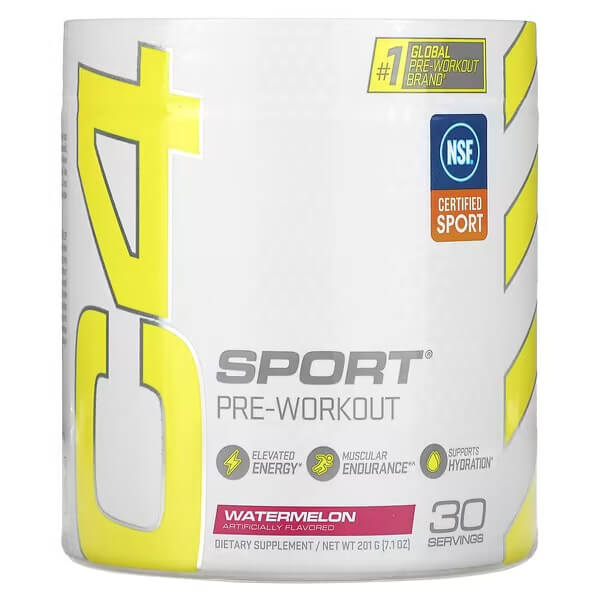 C4
#1 GLOBAL
PRE-WORKOUT
BRAND†
NSF.
CERTIFIED
SPORT
SPORT®
PRE-WORKOUT
ELEVATED
ENERGY*
MUSCULAR
ENDURANCE*^
SUPPORTS
HYDRATION*
WATERMELON
ARTIFICIALLY FLAVORED
30
SERVINGS
DIETARY SUPPLEMENT / NET WT 201 G (7.1 OZ)